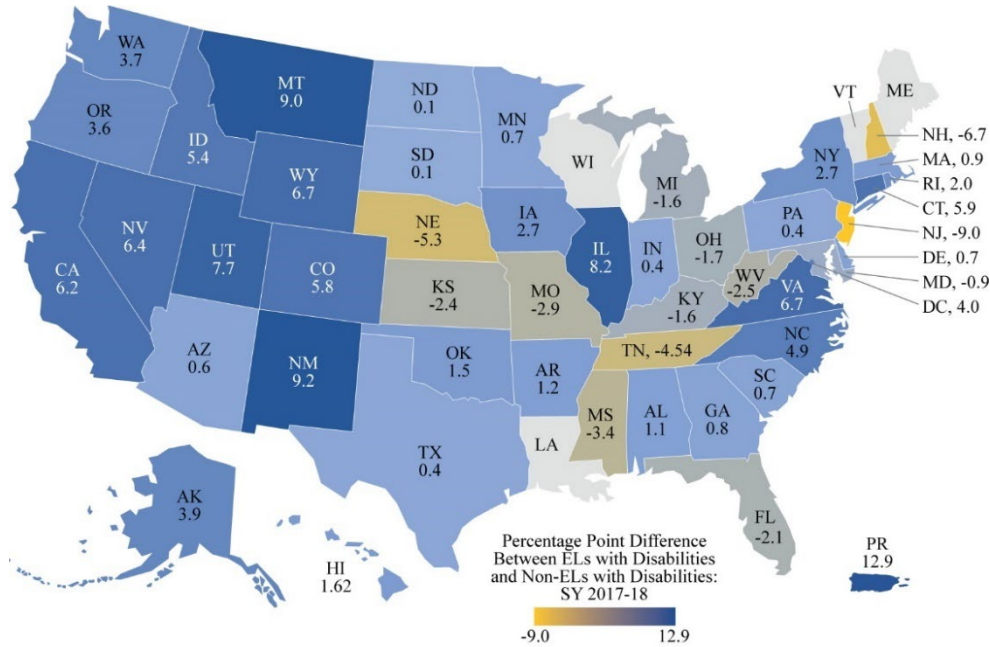 WA
3.7
OR
3.6
CA
6.2
NV
6.4
ID
5.4
MT
9.0
WY
6.7
UT
7.7
CO
5.8
AZ
0.6
NM
9.2
ND
0.1
SD
0.1
NE
-5.3
KS
-2.4
OK
1.5
TX
0.4
MN
0.7
IA
2.7
MO
-2.9
AR
1.2
LA
WI
IL
8.2
MI
-1.6
IN
0.4
OH
-1.7
KY
-1.6
TN, -4.54
MS
-3.4
AL
1.1
GA
0.8
FL
-2.1
SC
0.7
NC
4.9
VA
6.7
WV
-2.5
PA
0.4
NY
2.7
VT
ME
NH, -6.7
MA, 0.9
RI, 2.0
CT, 5.9
NJ, -9.0
DE, 0.7
MD, -0.9
DC, 4.0
AK
3.9
HI
1.62
PR
12.9
Percentage Point Difference
Between ELs with Disabilities
and Non-ELs with Disabilities:
SY 2017-18
-9.0 12.9